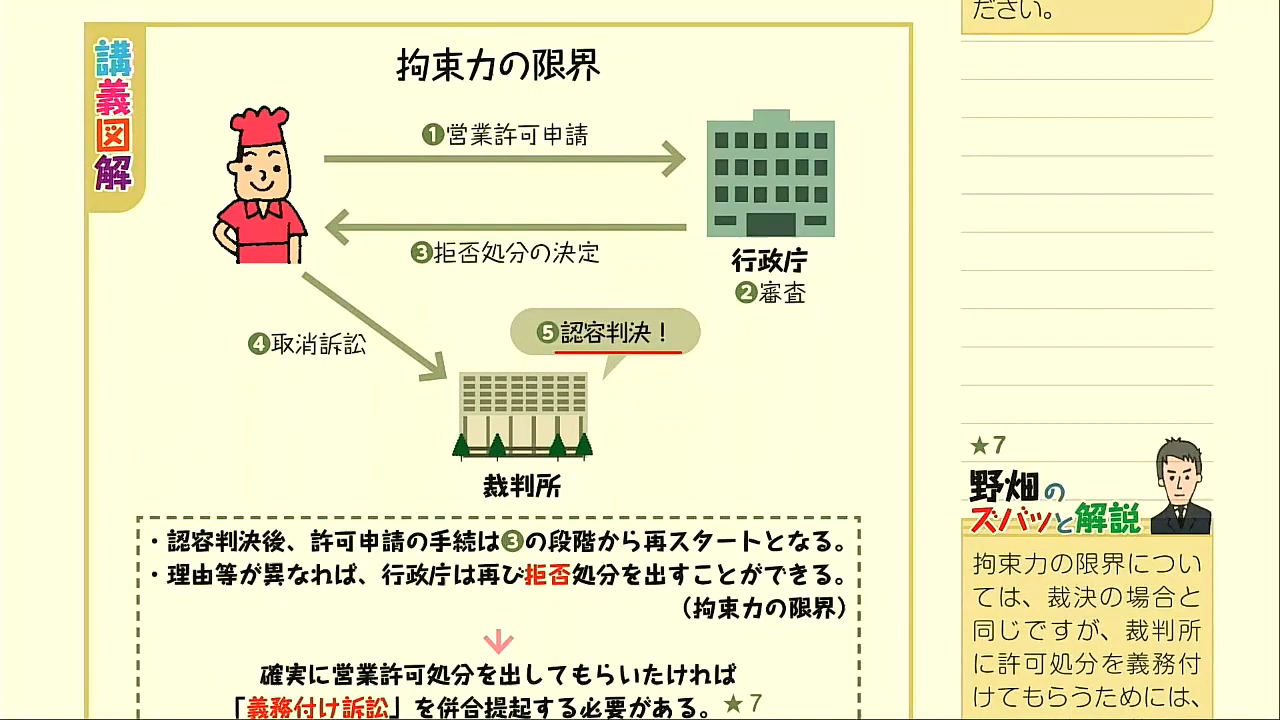 ださい。
講義図解
拘束力の限界
❶営業許可申請
❸拒否処分の決定
行政庁
❷審査
❹取消訴訟
❺認容判決！
裁判所
・認容判決後、許可申請の手続は❸の段階から再スタートとなる。
・理由等が異なれば、行政庁は再び拒否処分を出すことができる。
（拘束力の限界）
確実に営業許可処分を出してもらいたければ
「義務付け訴訟」を併合提起する必要がある。★7
★7
野畑の
ズバッと解説
拘束力の限界につい
ては、裁決の場合と
同じですが、裁判所
に許可処分を義務付
けてもらうためには、